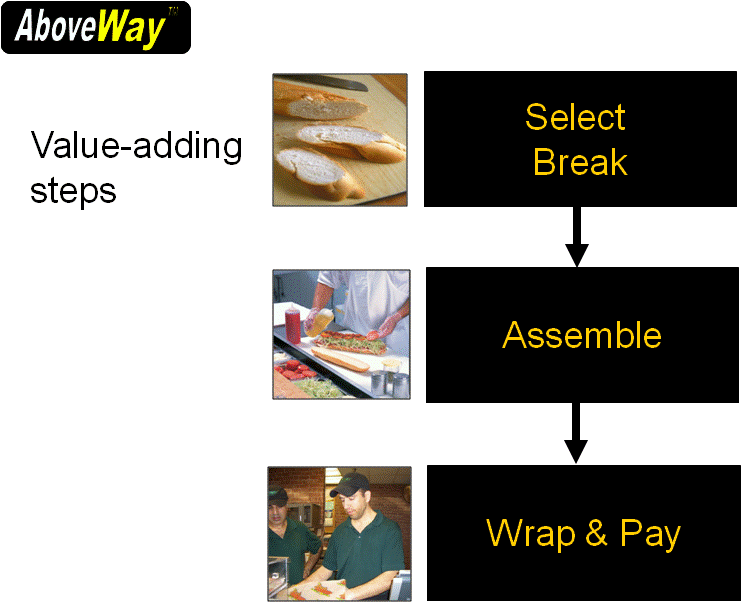 AboveWay™
Value-adding
steps
Select
Break
Assemble
Wrap & Pay